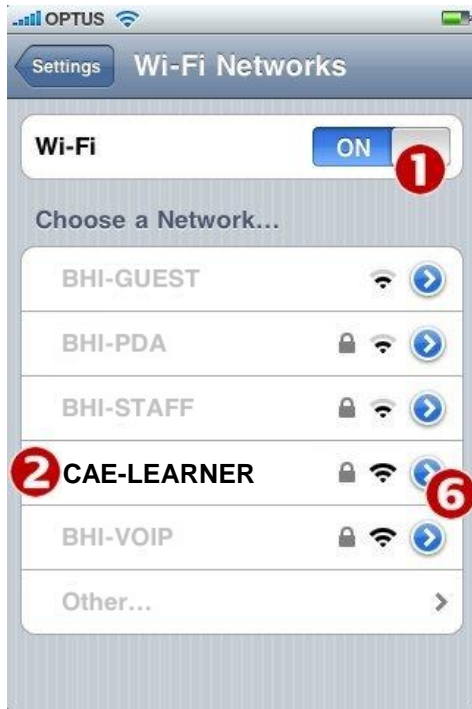 OPTUS
Settings Wi-Fi Networks
Wi-Fi ON 1
Choose a Network...
BHI-GUEST
BHI-PDA
BHI-STAFF
2 CAE-LEARNER 6
BHI-VOIP
Other...